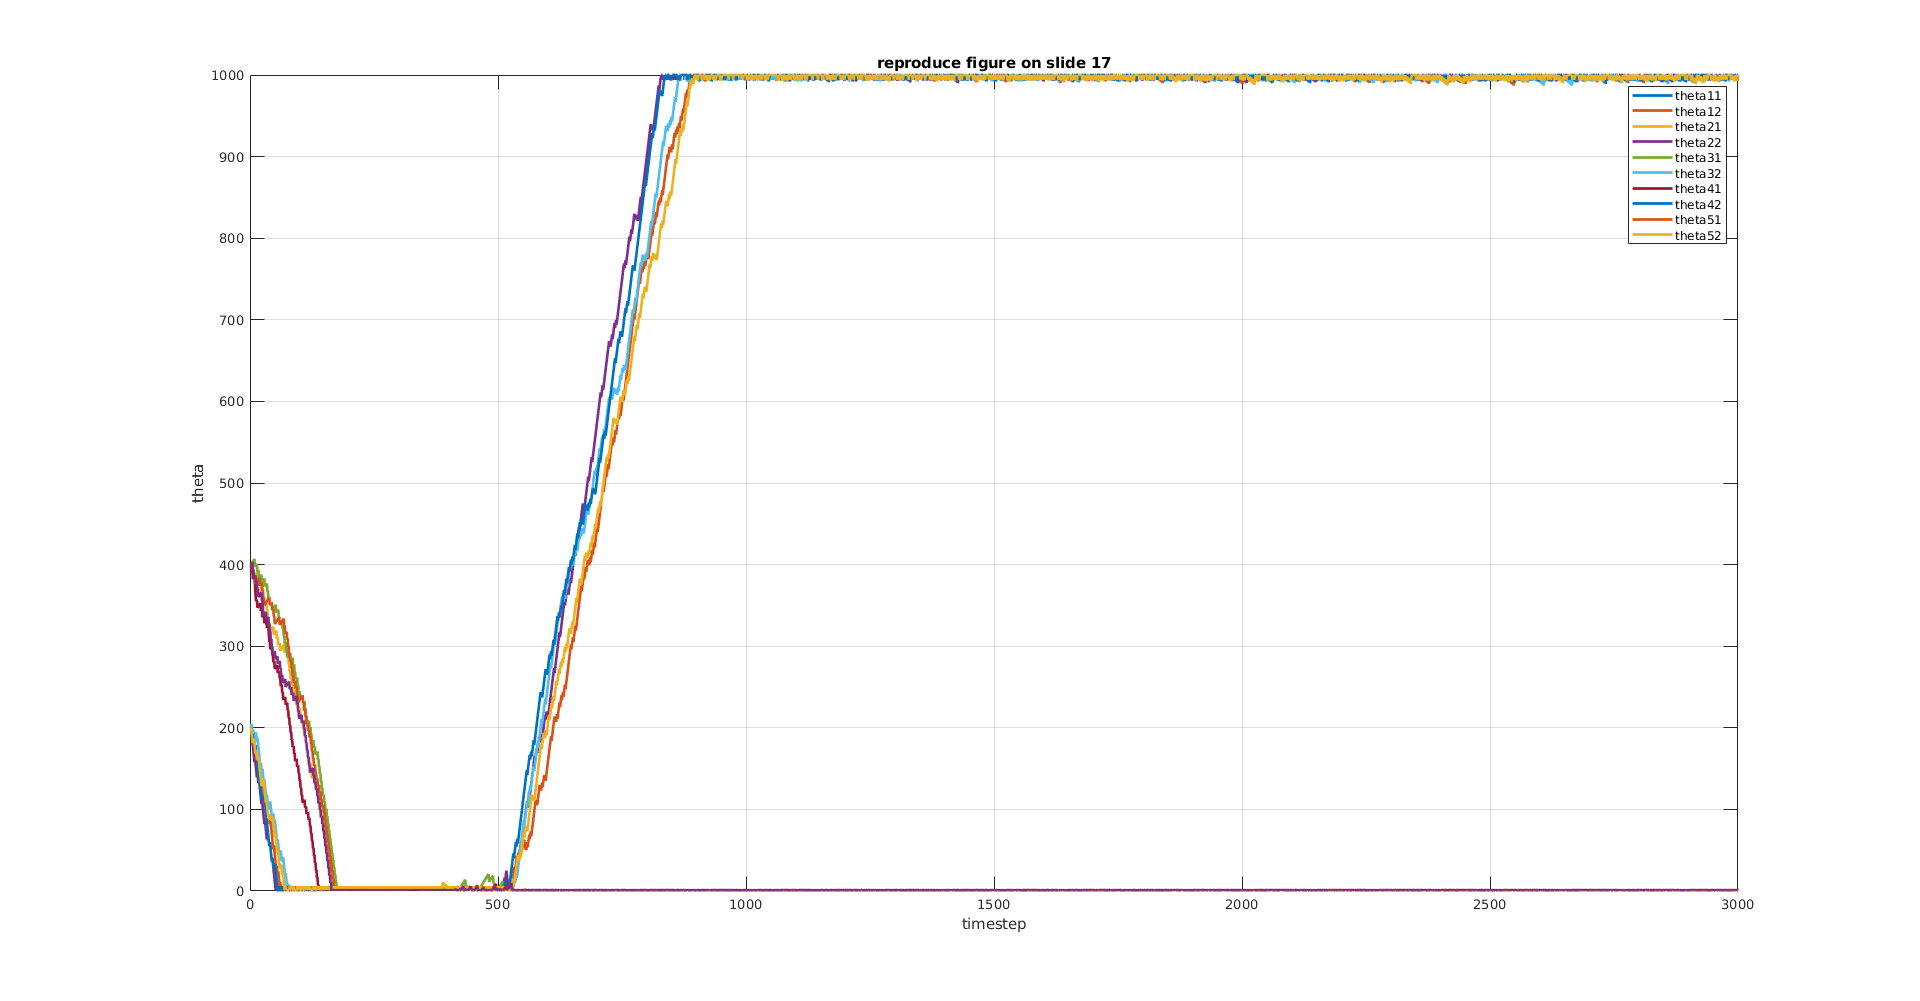 reproduce figure on slide 17
1000
900
800
700
600
500
400
300
200
100
0
theta
theta11
theta12
theta21
theta22
theta31
theta32
theta41
theta42
theta51
theta52
0 500 1000 1500 2000 2500 3000
timestep